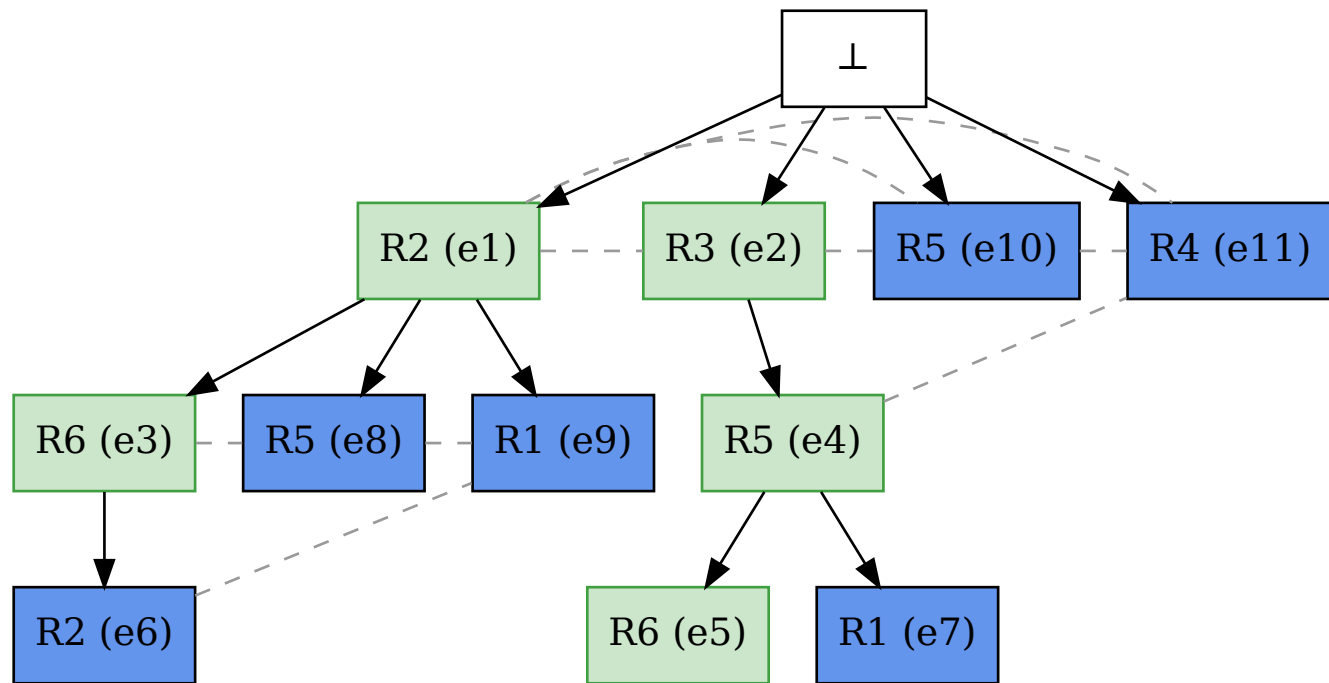 ⊥
R2 (e1)
R3 (e2)
R5 (e10)
R4 (e11)
R6 (e3)
R5 (e8)
R1 (e9)
R5 (e4)
R2 (e6)
R6 (e5)
R1 (e7)